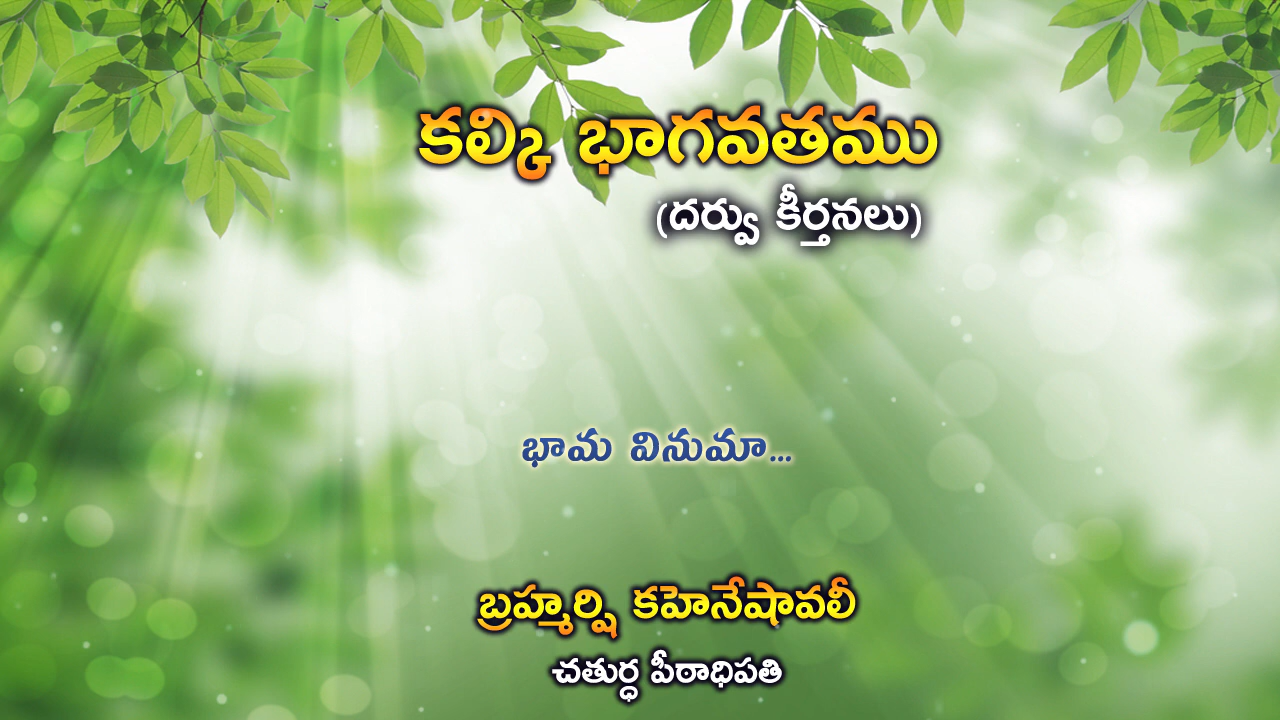 కల్కి భాగవతము
(దర్వు కీర్తనలు)
భామ వినుమా...
బ్రహ్మర్షి కహెనేషావలీ
చతుర్ధ పీఠాధిపతి